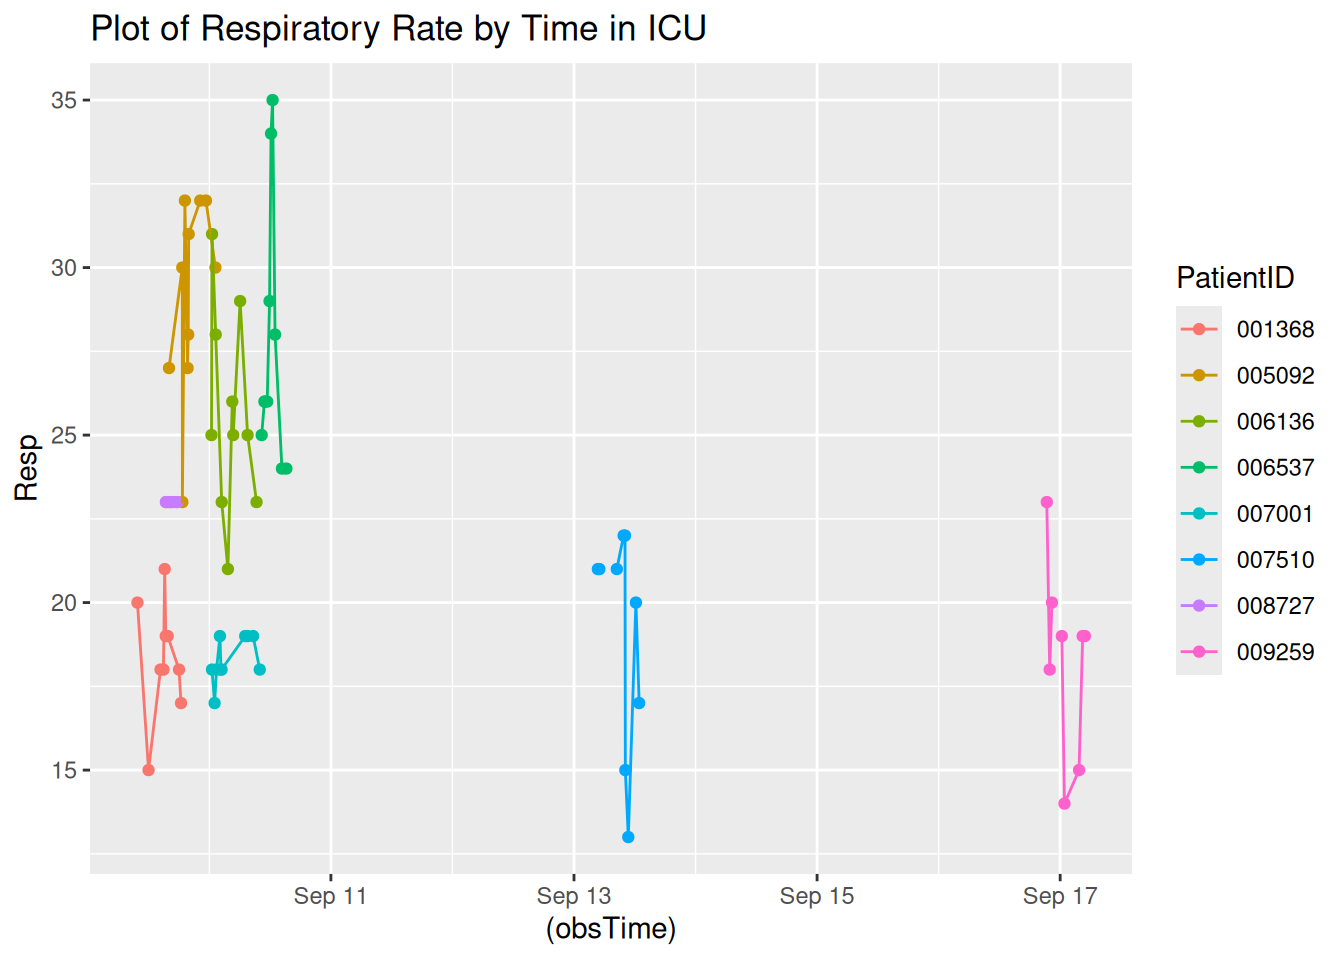 Plot of Respiratory Rate by Time in ICU
35
30
25
20
15
Resp
Sep 11
Sep 13
Sep 15
Sep 17
(obsTime)
PatientID
001368
005092
006136
006537
007001
007510
008727
009259